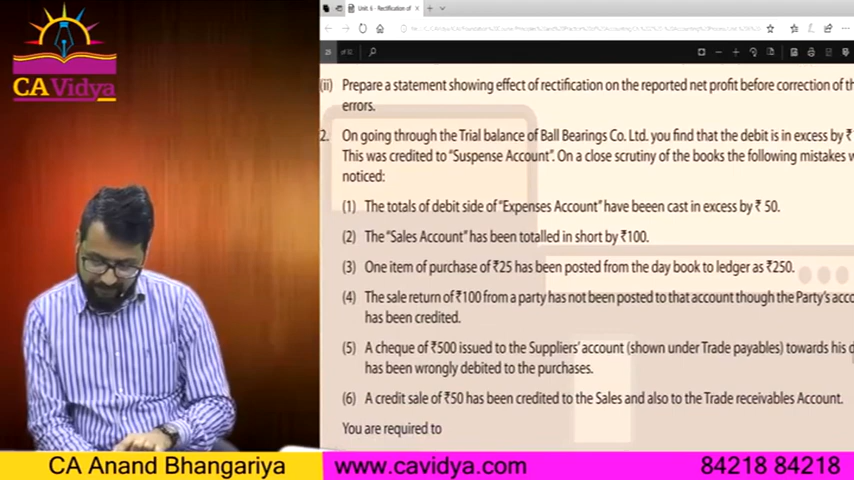 CA Vidya
Unit: 6 - Rectification of
25
(ii) Prepare a statement showing effect of rectification on the reported net profit before correction of th
errors.
2. On going through the Trial balance of Ball Bearings Co. Ltd. you find that the debit is in excess by ₹
This was credited to “Suspense Account”. On a close scrutiny of the books the following mistakes w
noticed:
(1) The totals of debit side of “Expenses Account” have beeen cast in excess by ₹ 50.
(2) The “Sales Account” has been totalled in short by ₹100.
(3) One item of purchase of ₹25 has been posted from the day book to ledger as ₹250.
(4) The sale return of ₹100 from a party has not been posted to that account though the Party’s acco
has been credited.
(5) A cheque of ₹500 issued to the Suppliers’ account (shown under Trade payables) towards his d
has been wrongly debited to the purchases.
(6) A credit sale of ₹50 has been credited to the Sales and also to the Trade receivables Account.
You are required to
CA Anand Bhangariya www.cavidya.com 84218 84218